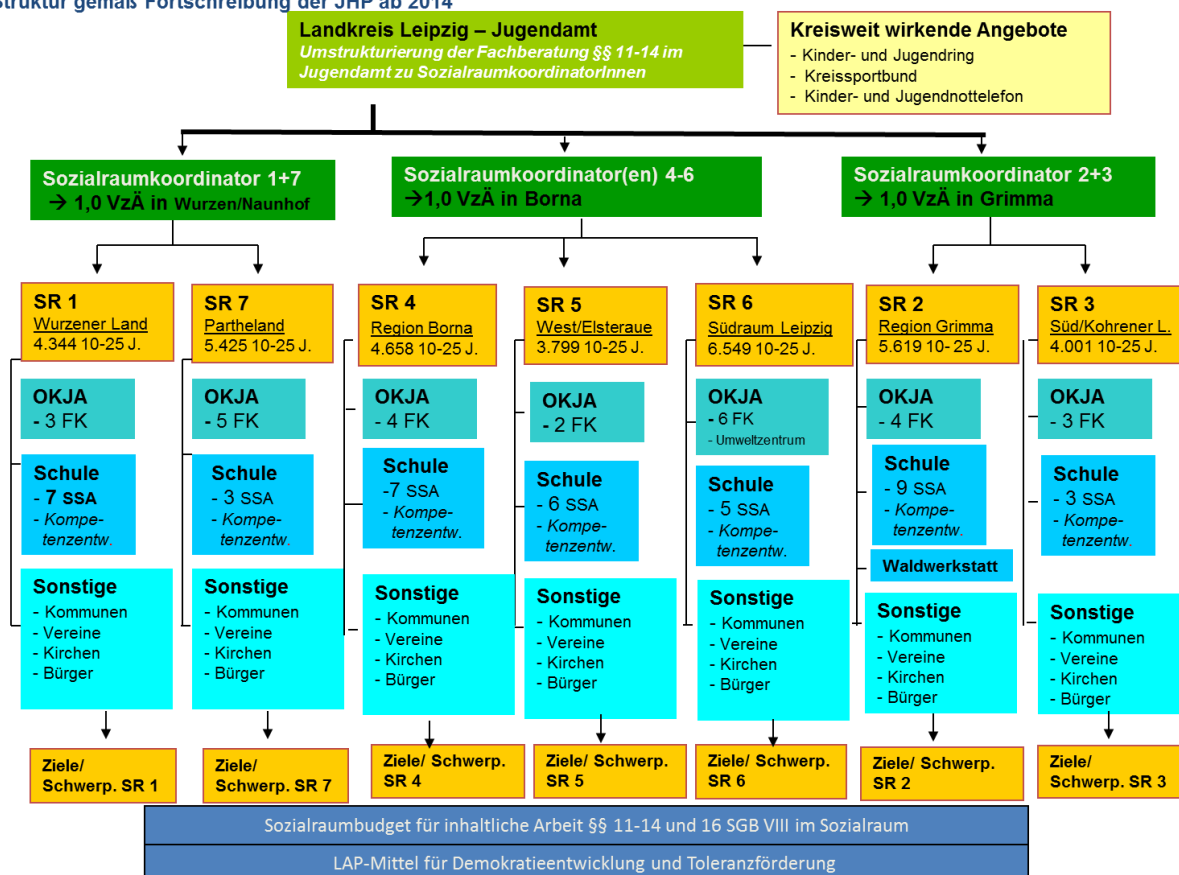 Struktur gemäß Fortschreibung der JHP ab 2014
Landkreis Leipzig – Jugendamt
Umstrukturierung der Fachberatung §§ 11-14 im
Jugendamt zu SozialraumkoordinatorInnen
Kreisweit wirkende Angebote
- Kinder- und Jugendring
- Kreissportbund
- Kinder- und Jugendnottelefon
Sozialraumkoordinator 1+7
→ 1,0 VzÄ in Wurzen/Naunhof
Sozialraumkoordinator(en) 4-6
→1,0 VzÄ in Borna
Sozialraumkoordinator 2+3
→ 1,0 VzÄ in Grimma
SR 1
Wurzener Land
4.344 10-25 J.
OKJA
- 3 FK
Schule
- 7 SSA
- Kompe-
tenzentw.
Sonstige
- Kommunen
- Vereine
- Kirchen
- Bürger
Ziele/
Schwerp. SR 1
SR 7
Partheland
5.425 10-25 J.
OKJA
- 5 FK
Schule
- 3 SSA
- Kompe-
tenzentw.
Sonstige
- Kommunen
- Vereine
- Kirchen
- Bürger
Ziele/
Schwerp. SR 7
SR 4
Region Borna
4.658 10-25 J.
OKJA
- 4 FK
Schule
-7 SSA
- Kompe-
tenzentw.
Sonstige
- Kommunen
- Vereine
- Kirchen
- Bürger
Ziele/ Schwerp.
SR 4
SR 5
West/Elsteraue
3.799 10-25 J.
OKJA
- 2 FK
Schule
- 6 SSA
- Kompe-
tenzentw.
Sonstige
- Kommunen
- Vereine
- Kirchen
- Bürger
Ziele/ Schwerp.
SR 5
SR 6
Südraum Leipzig
6.549 10-25 J.
OKJA
- 6 FK
- Umweltzentrum
Schule
- 5 SSA
- Kompe-
tenzentw.
Sonstige
- Kommunen
- Vereine
- Kirchen
- Bürger
Ziele/ Schwerp.
SR 6
SR 2
Region Grimma
5.619 10- 25 J.
OKJA
- 4 FK
Schule
- 9 SSA
- Kompe-
tenzentw.
Waldwerkstatt
Sonstige
- Kommunen
- Vereine
- Kirchen
- Bürger
Ziele/ Schwerp.
SR 2
SR 3
Süd/Kohrener L.
4.001 10-25 J.
OKJA
- 3 FK
Schule
- 3 SSA
- Kompe-
tenzentw.
Sonstige
- Kommunen
- Vereine
- Kirchen
- Bürger
Ziele/
Schwerp. SR 3
Sozialraumbudget für inhaltliche Arbeit §§ 11-14 und 16 SGB VIII im Sozialraum
LAP-Mittel für Demokratieentwicklung und Toleranzförderung